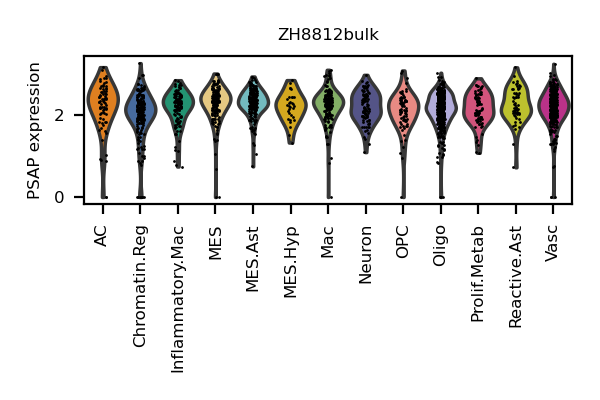 ZH8812bulk
PSAP expression
2
0
AC
Chromatin.Reg
Inflammatory.Mac
MES
MES.Ast
MES.Hyp
Mac
Neuron
OPC
Oligo
Prolif.Metab
Reactive.Ast
Vasc